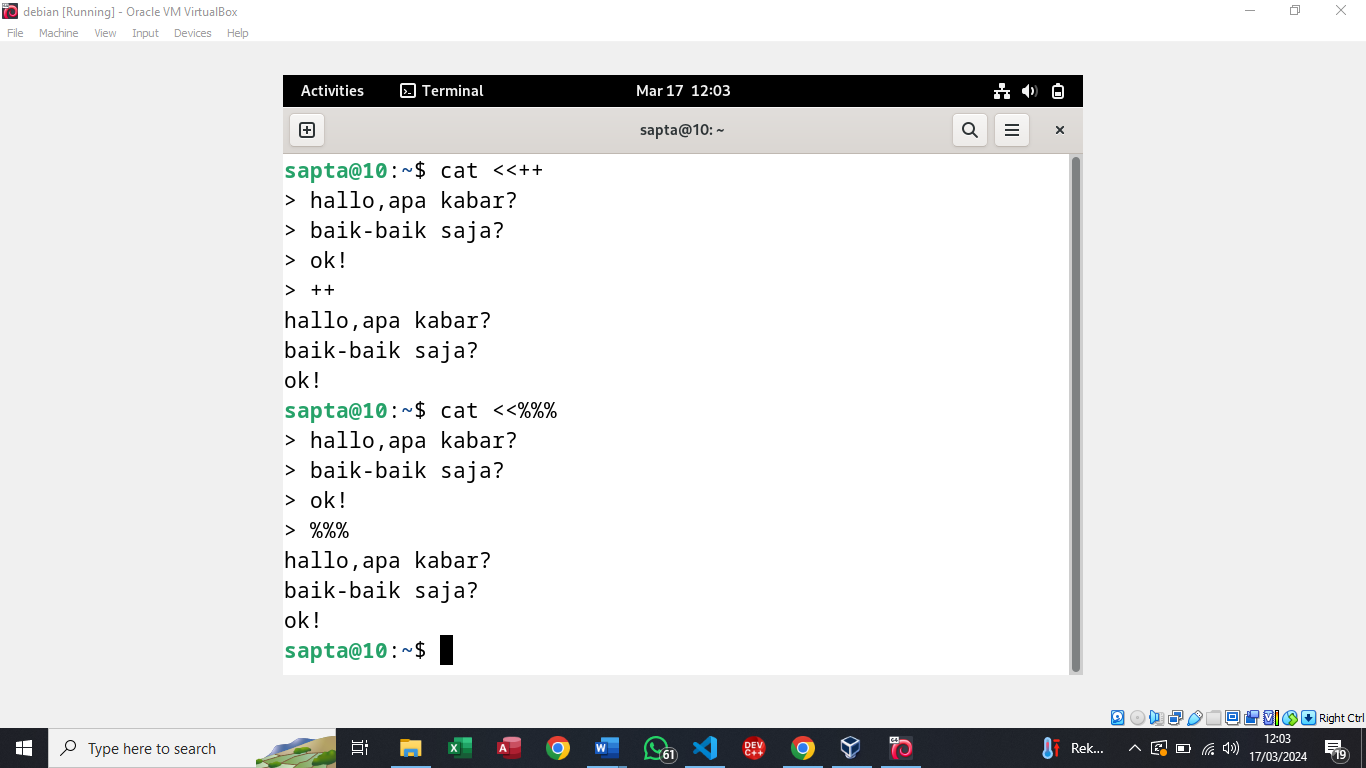 debian [Running] - Oracle VM VirtualBox
File Machine View Input Devices Help
Activities Terminal Mar 17 12:03
sapta@10: ~
sapta@10:~$ cat <<++
> hallo,apa kabar?
> baik-baik saja?
> ok!
> ++
hallo,apa kabar?
baik-baik saja?
ok!
sapta@10:~$ cat <<%%%
> hallo,apa kabar?
> baik-baik saja?
> ok!
> %%%
hallo,apa kabar?
baik-baik saja?
ok!
sapta@10:~$
Right Ctrl
Type here to search
61
DEV C++
Rek...
12:03
17/03/2024
19